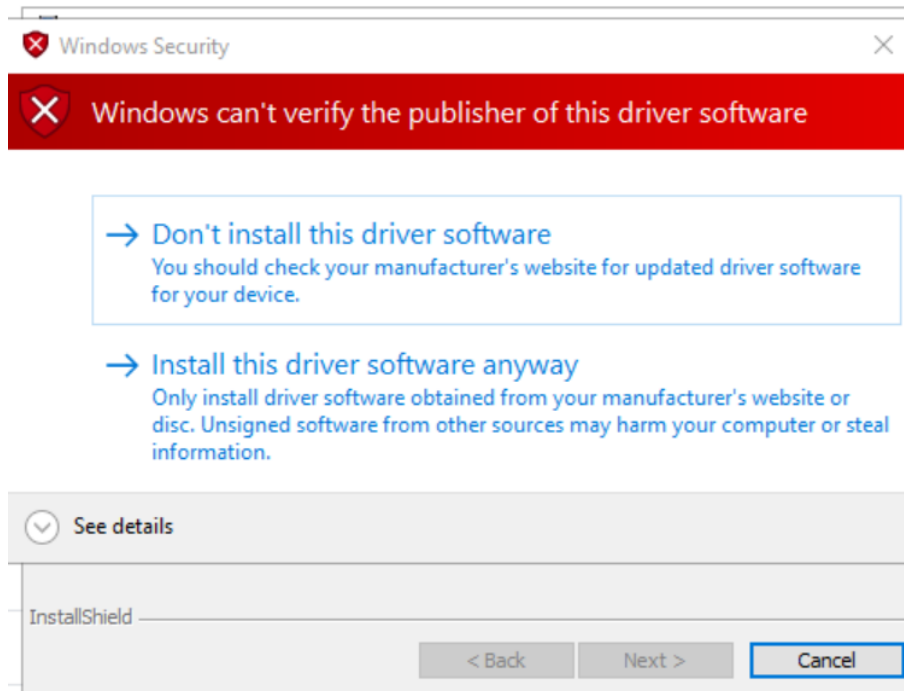 Windows Security
Windows can't verify the publisher of this driver software
Don't install this driver software
You should check your manufacturer's website for updated driver software
for your device.
Install this driver software anyway
Only install driver software obtained from your manufacturer's website or
disc. Unsigned software from other sources may harm your computer or steal
information.
See details
InstallShield
< Back Next > Cancel